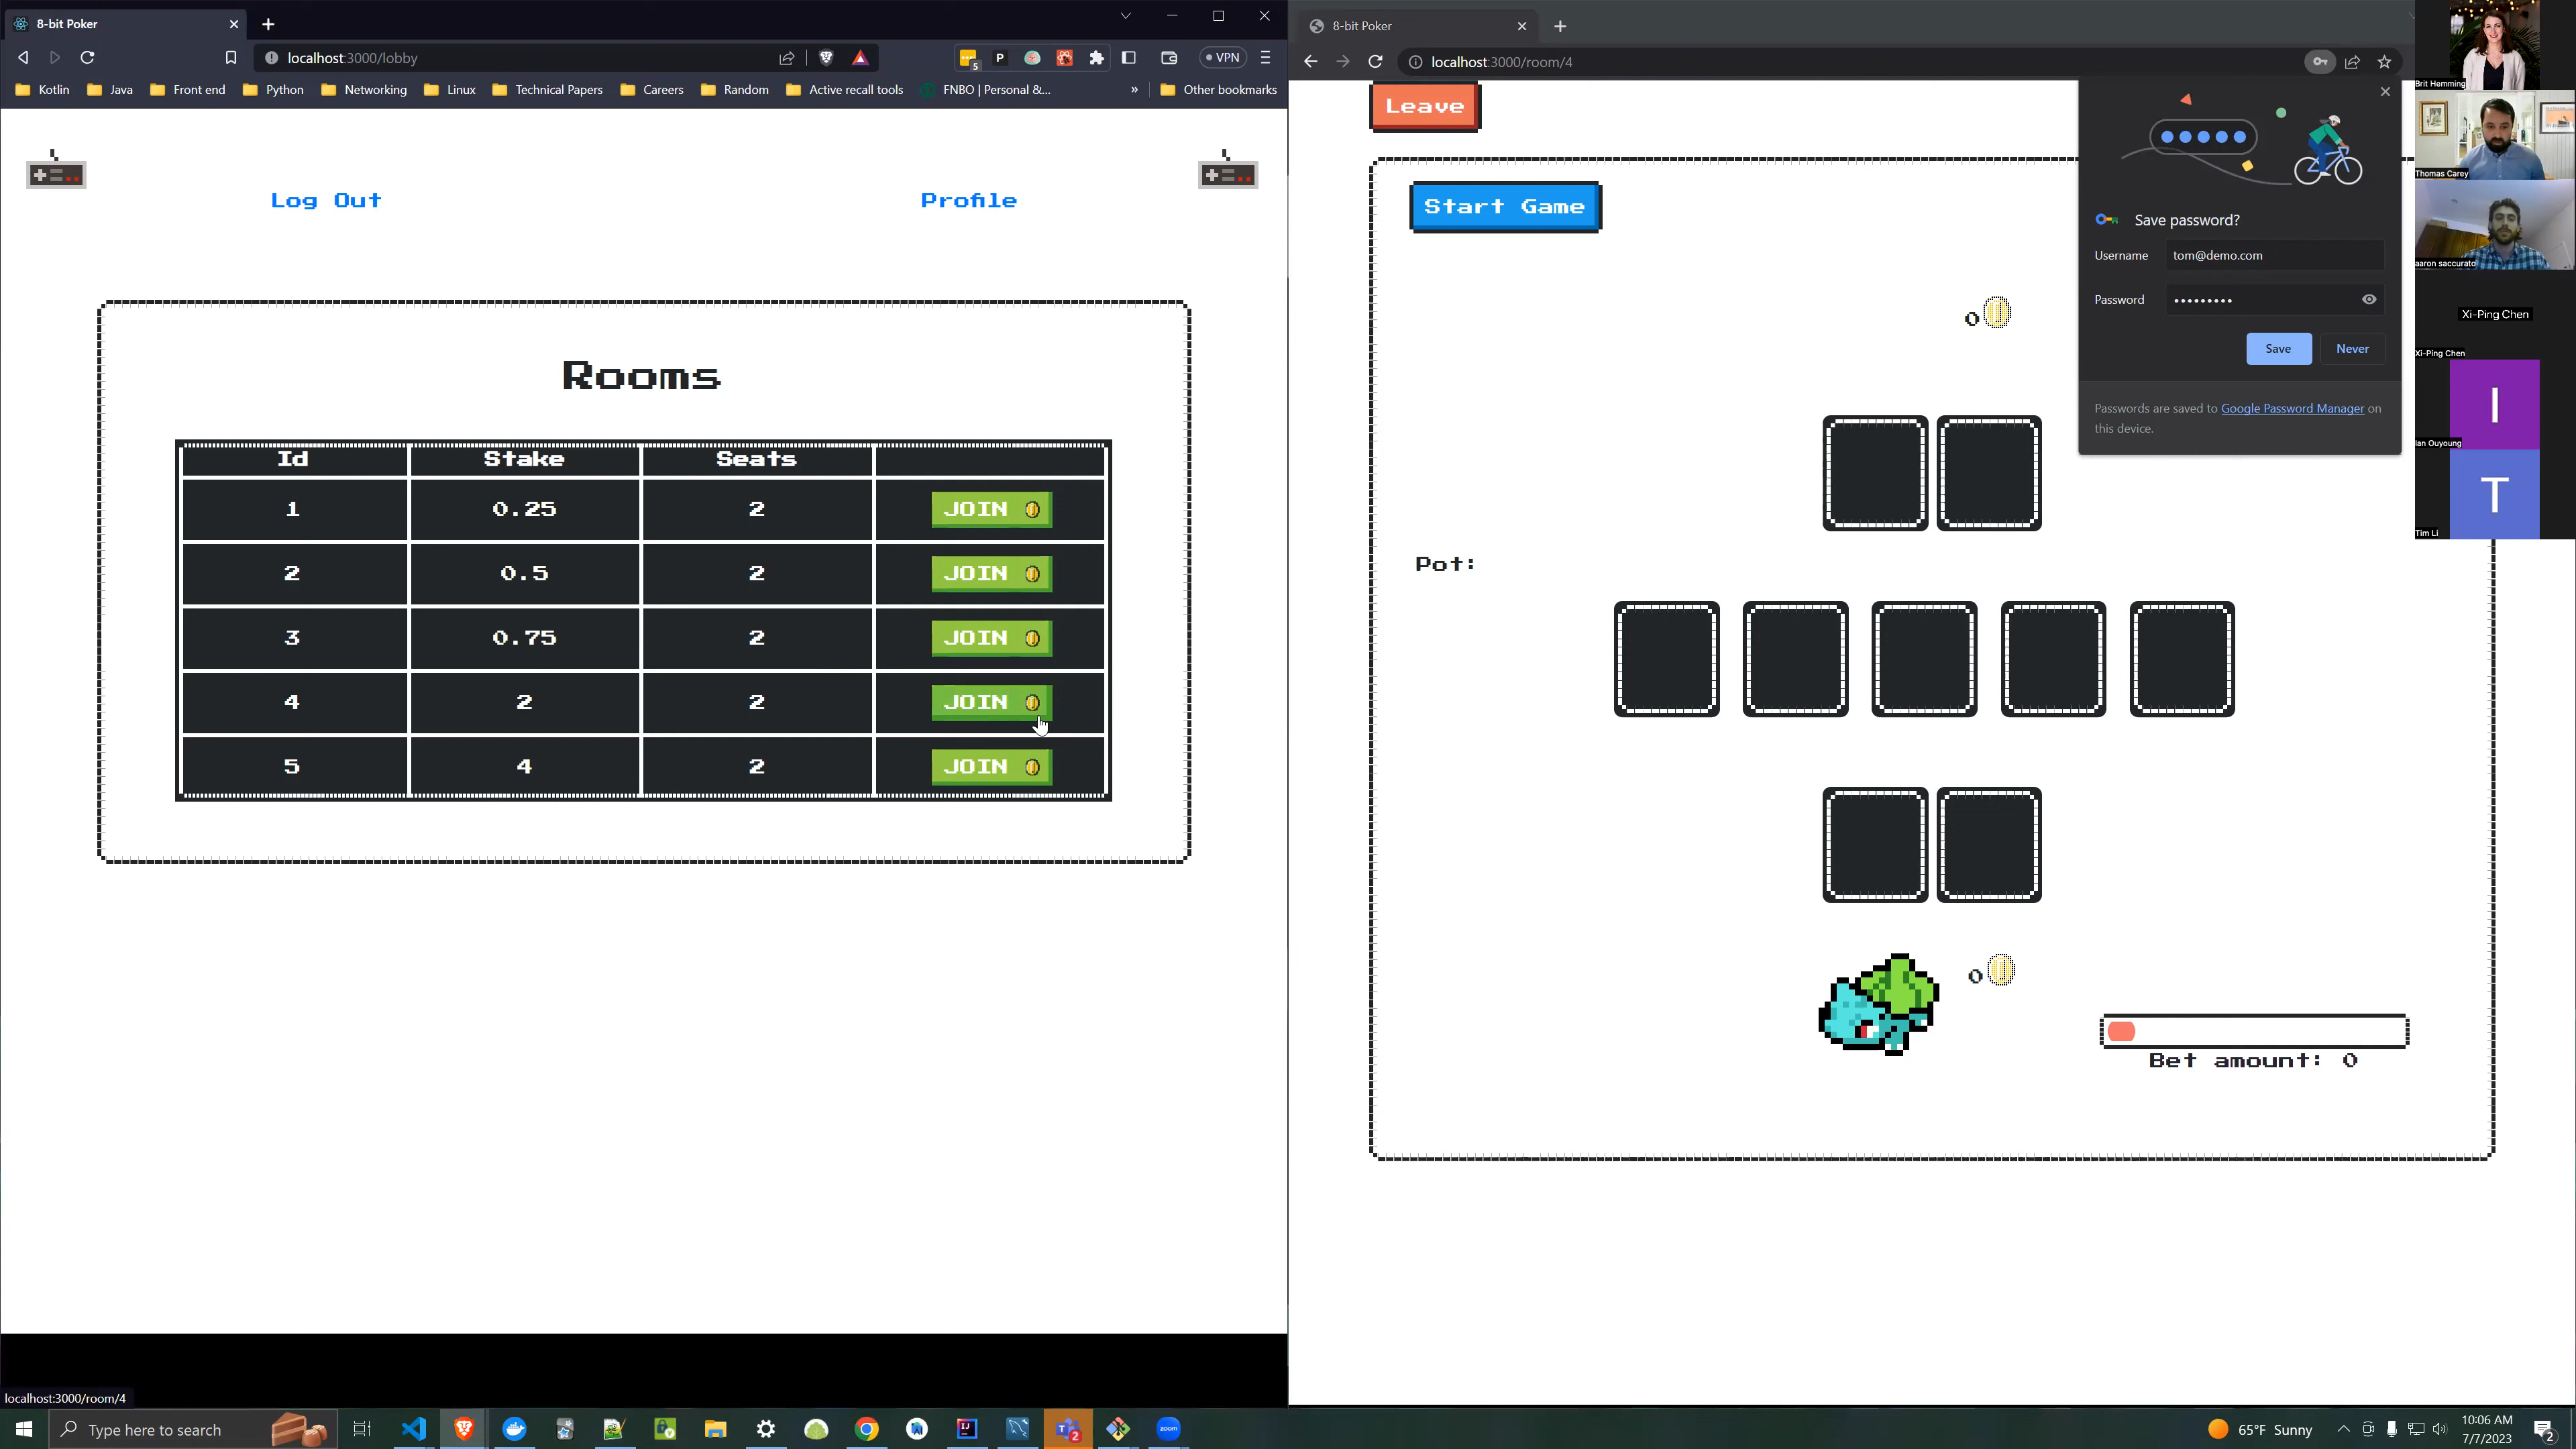 8-bit Poker
localhost:3000/lobby
5
P
VPN
Kotlin Java Front end Python Networking Linux Technical Papers Careers Random Active recall tools FNBO | Personal &... » Other bookmarks
Log Out
Profile
Rooms
Id Stake Seats
1 0.25 2 JOIN
2 0.5 2 JOIN
3 0.75 2 JOIN
4 2 2 JOIN
5 4 2 JOIN
localhost:3000/room/4
8-bit Poker
localhost:3000/room/4
Leave
Start Game
0
Pot:
0
Bet amount: 0
Save password?
Username tom@demo.com
Password •••••••••
Save Never
Passwords are saved to Google Password Manager on
this device.
Brit Hemming
Thomas Carey
aaron saccurato
Xi-Ping Chen
Xi-Ping Chen
I
Ian Ouyoung
T
Tim Li
Type here to search
IJ
2
zoom
65°F Sunny
10:06 AM
7/7/2023
2